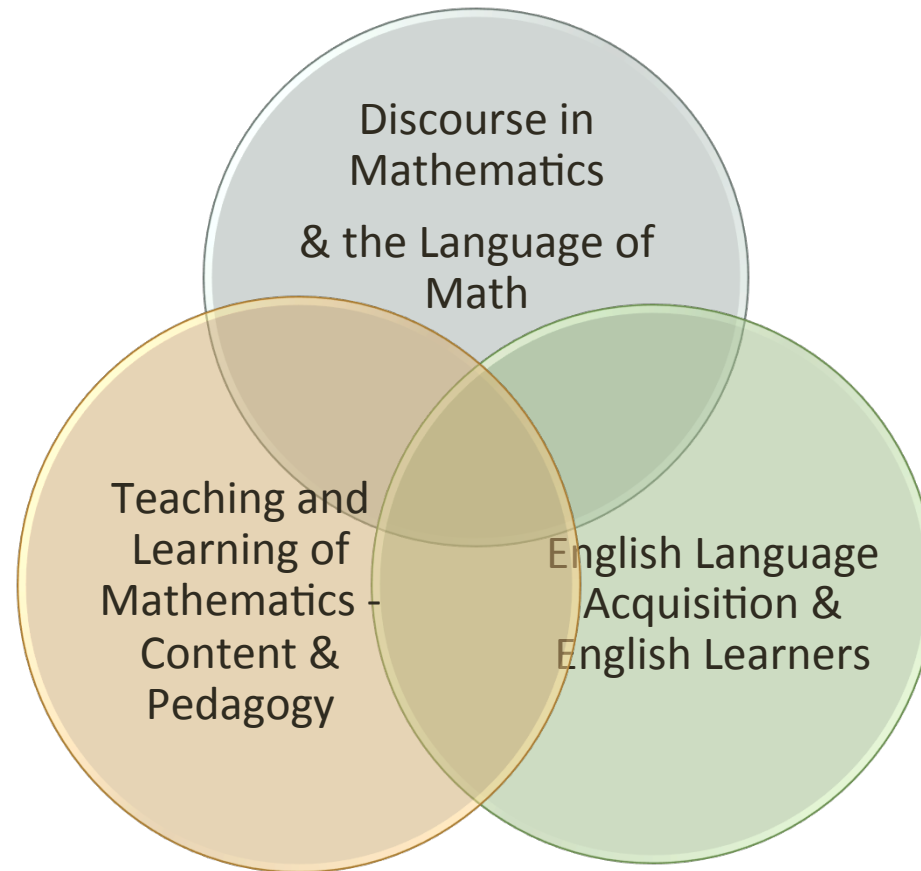 Discourse in
Mathematics
& the Language of
Math
Teaching and
Learning of
Mathematics -
Content &
Pedagogy
English Language
Acquisition &
English Learners